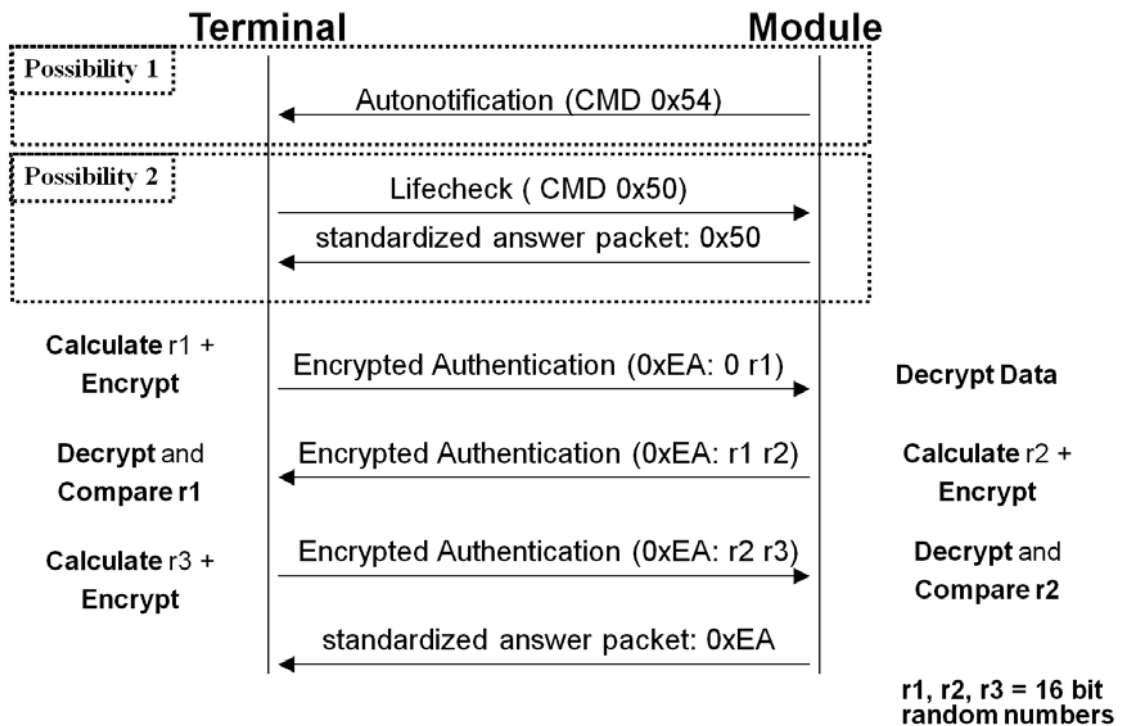 Terminal
Module
Possibility 1
Autonotification (CMD 0x54)
Possibility 2
Lifecheck ( CMD 0x50)
standardized answer packet: 0x50
Calculate r1 +
Encrypt
Encrypted Authentication (0xEA: 0 r1)
Decrypt Data
Decrypt and
Compare r1
Encrypted Authentication (0xEA: r1 r2)
Calculate r2 +
Encrypt
Calculate r3 +
Encrypt
Encrypted Authentication (0xEA: r2 r3)
Decrypt and
Compare r2
standardized answer packet: 0xEA
r1, r2, r3 = 16 bit
random numbers